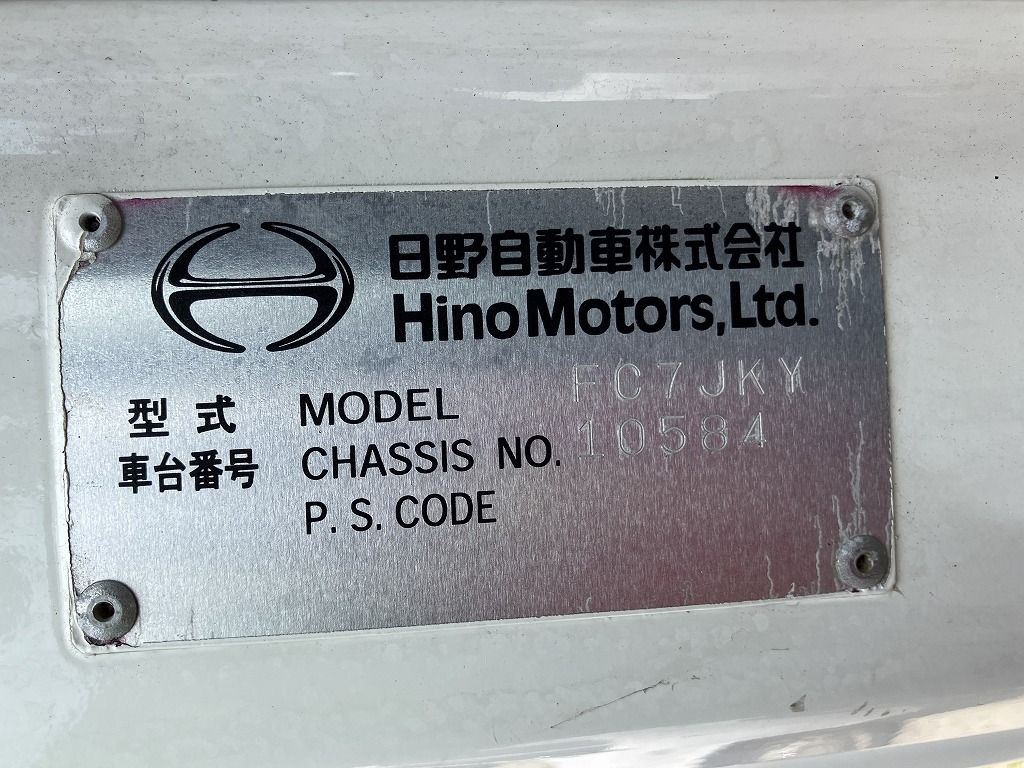 日野自動車株式会社
Hino Motors, Ltd.
型式 MODEL FC7JKY
車台番号 CHASSIS NO. 10584
P. S. CODE